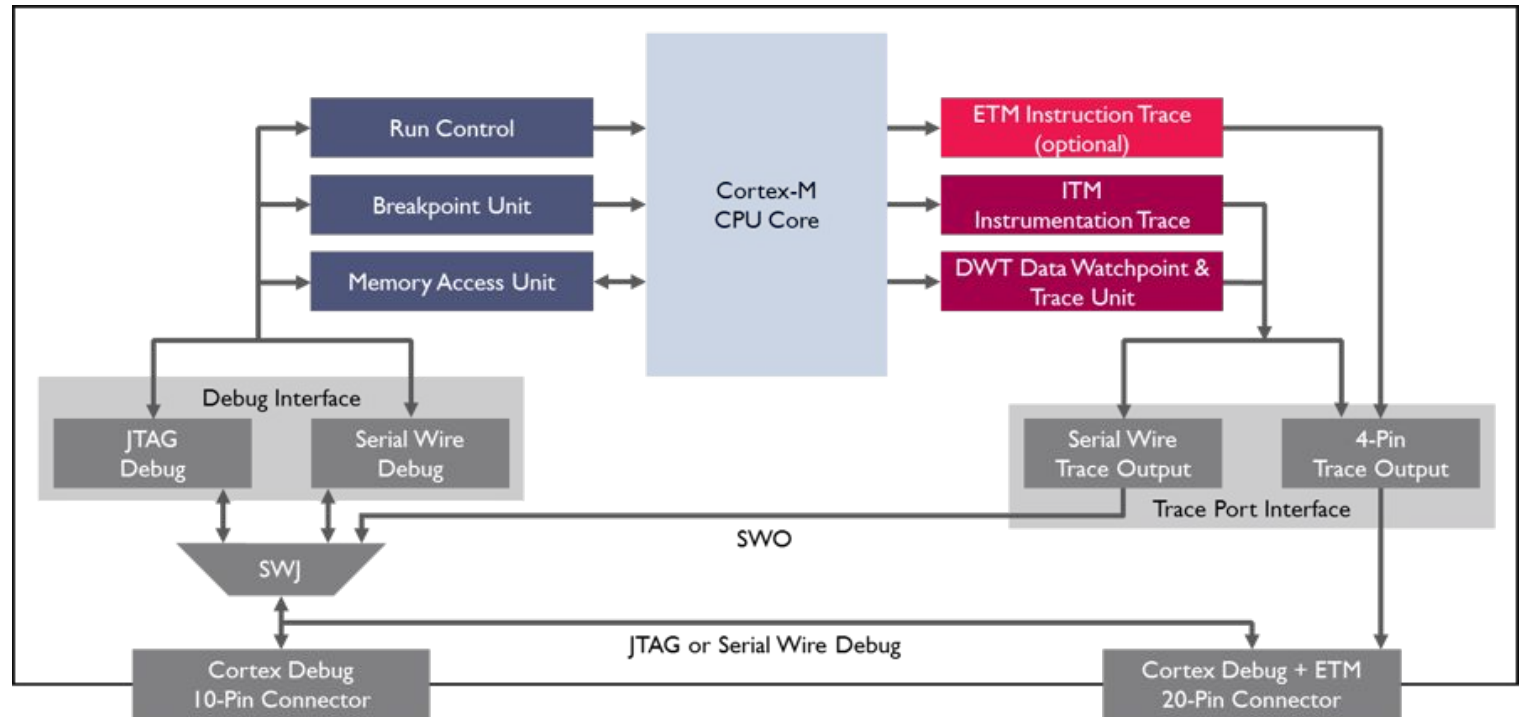 Run Control
Breakpoint Unit
Memory Access Unit
Cortex-M
CPU Core
ETM Instruction Trace
(optional)
ITM
Instrumentation Trace
DWT Data Watchpoint &
Trace Unit
Debug Interface
JTAG
Debug
Serial Wire
Debug
Serial Wire
Trace Output
4-Pin
Trace Output
Trace Port Interface
SWO
SWJ
JTAG or Serial Wire Debug
Cortex Debug
10-Pin Connector
Cortex Debug + ETM
20-Pin Connector